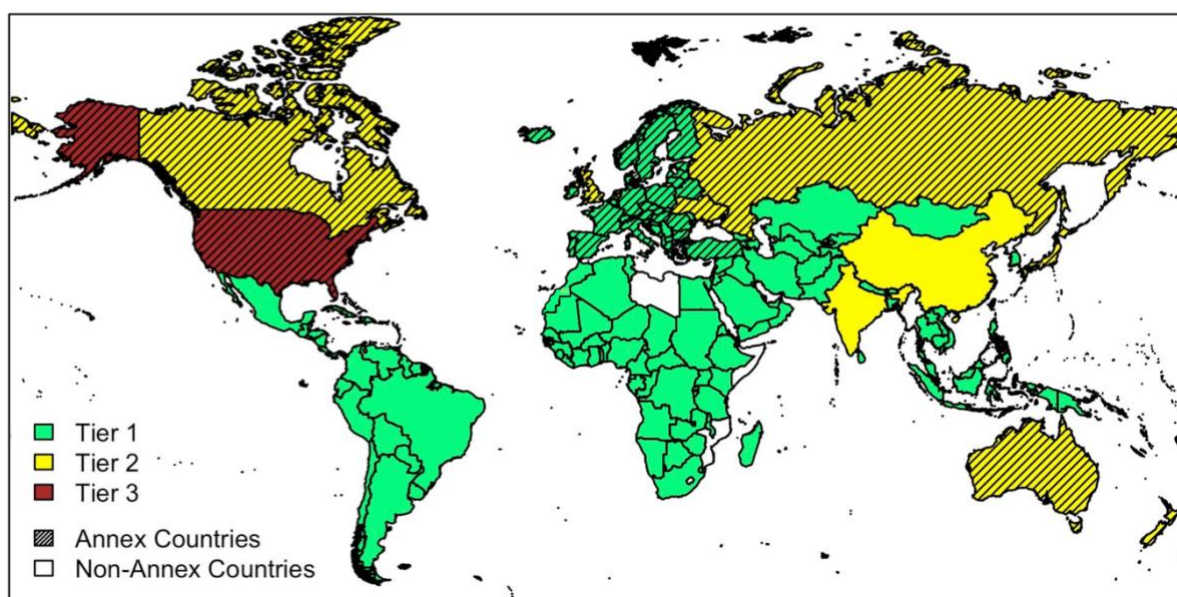 Tier 1
Tier 2
Tier 3
Annex Countries
Non-Annex Countries